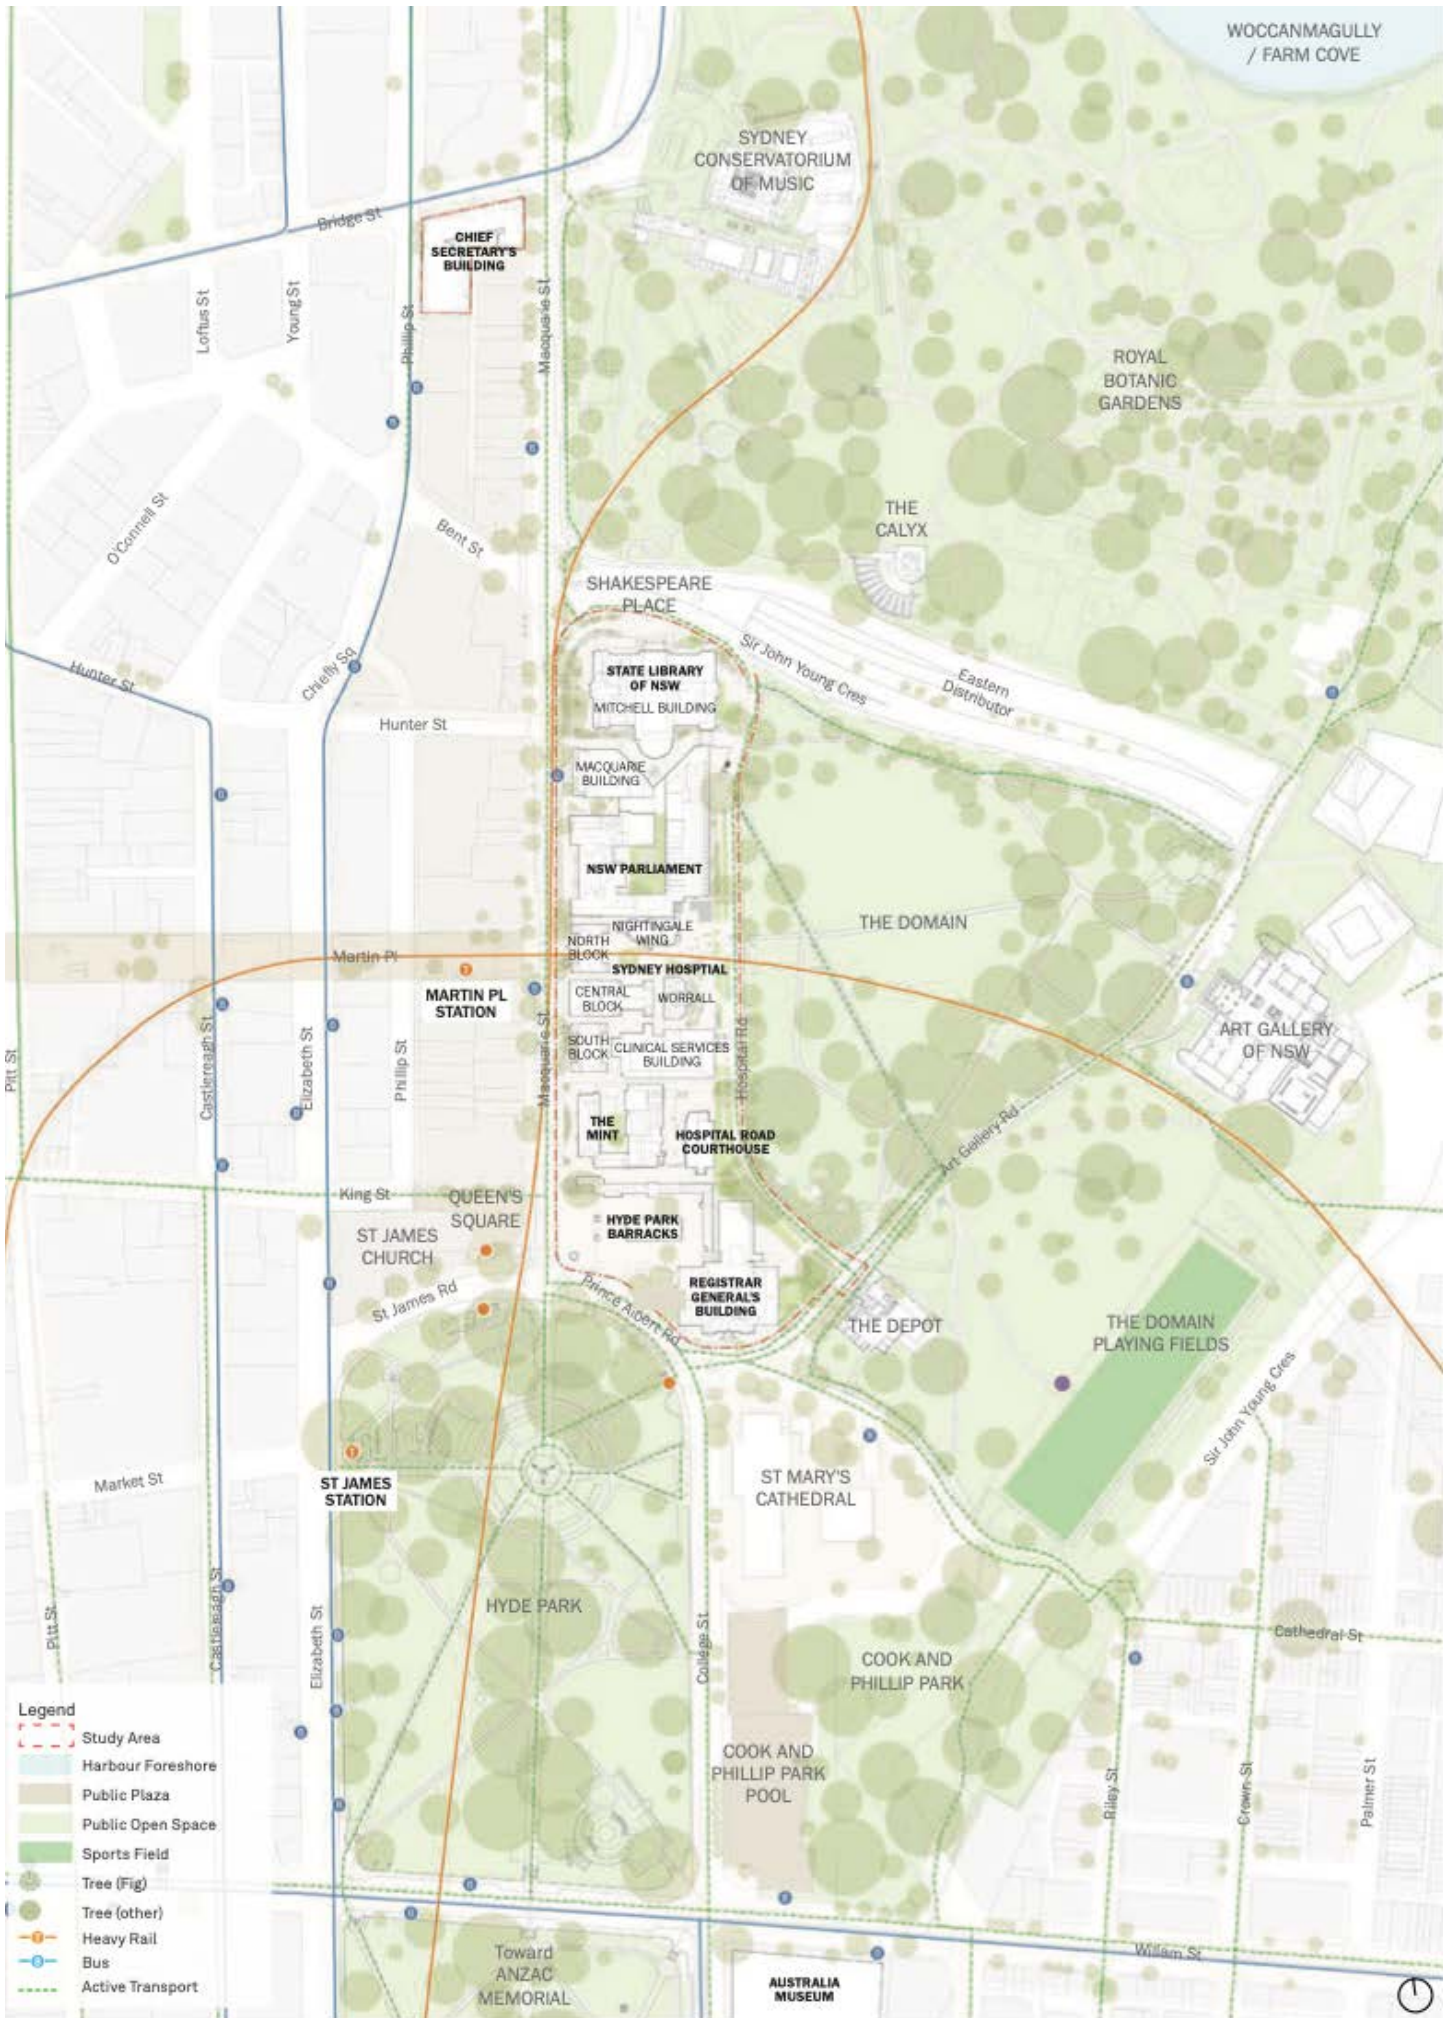 WOCCANMAGULLY
/ FARM COVE
SYDNEY
CONSERVATORIUM
OF MUSIC
Bridge St
CHIEF
SECRETARY'S
BUILDING
Loftus St
Young St
Phillip St
Macquarie St
ROYAL
BOTANIC
GARDENS
O'Connell St
Bent St
THE
CALYX
SHAKESPEARE
PLACE
Hunter St
Chiefly Sq
STATE LIBRARY
OF NSW
MITCHELL BUILDING
Sir John Young Cres
Eastern
Distributor
Hunter St
MACQUARIE
BUILDING
B
NSW PARLIAMENT
THE DOMAIN
NIGHTINGALE
WING
NORTH
BLOCK
Martin Pl
T
SYDNEY HOSPTIAL
MARTIN PL
STATION
CENTRAL
BLOCK
WORRALL
ART GALLERY
OF NSW
SOUTH
BLOCK
CLINICAL SERVICES
BUILDING
Pitt St
Castlereagh St
Elizabeth St
Phillip St
Macquarie St
Hospital Rd
THE
MINT
HOSPITAL ROAD
COURTHOUSE
Art Gallery Rd
King St
QUEEN'S
SQUARE
ST JAMES
CHURCH
HYDE PARK
BARRACKS
St James Rd
Prince Albert Rd
REGISTRAR
GENERAL'S
BUILDING
THE DEPOT
THE DOMAIN
PLAYING FIELDS
Sir John Young Cres
T
Market St
ST JAMES
STATION
ST MARY'S
CATHEDRAL
HYDE PARK
Pitt St
Castlereagh St
Elizabeth St
College St
COOK AND
PHILLIP PARK
Cathedral St
COOK AND
PHILLIP PARK
POOL
Riley St
Crown St
Palmer St
Legend
Study Area
Harbour Foreshore
Public Plaza
Public Open Space
Sports Field
Tree (Fig)
Tree (other)
T Heavy Rail
B Bus
Active Transport
Toward
ANZAC
MEMORIAL
AUSTRALIA
MUSEUM
Willam St